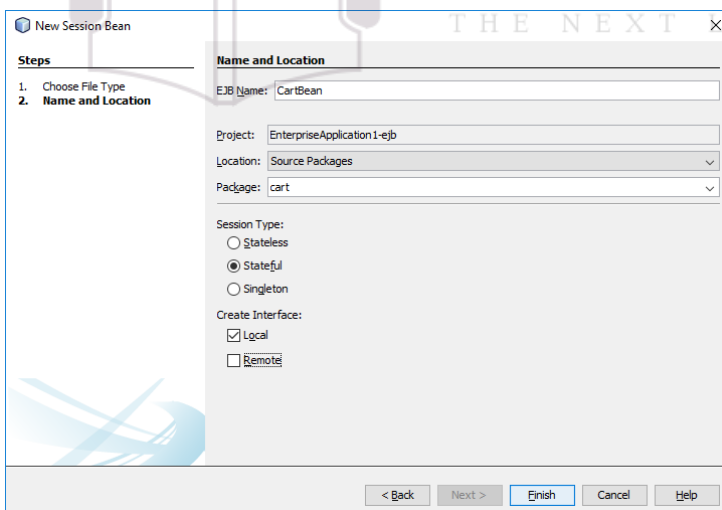 THE NEXT
New Session Bean
Steps
1. Choose File Type
2. Name and Location
Name and Location
EJB Name: CartBean
Project: EnterpriseApplication1-ejb
Location: Source Packages
Package: cart
Session Type:
Stateless
Stateful
Singleton
Create Interface:
Local
Remote
< Back Next > Finish Cancel Help